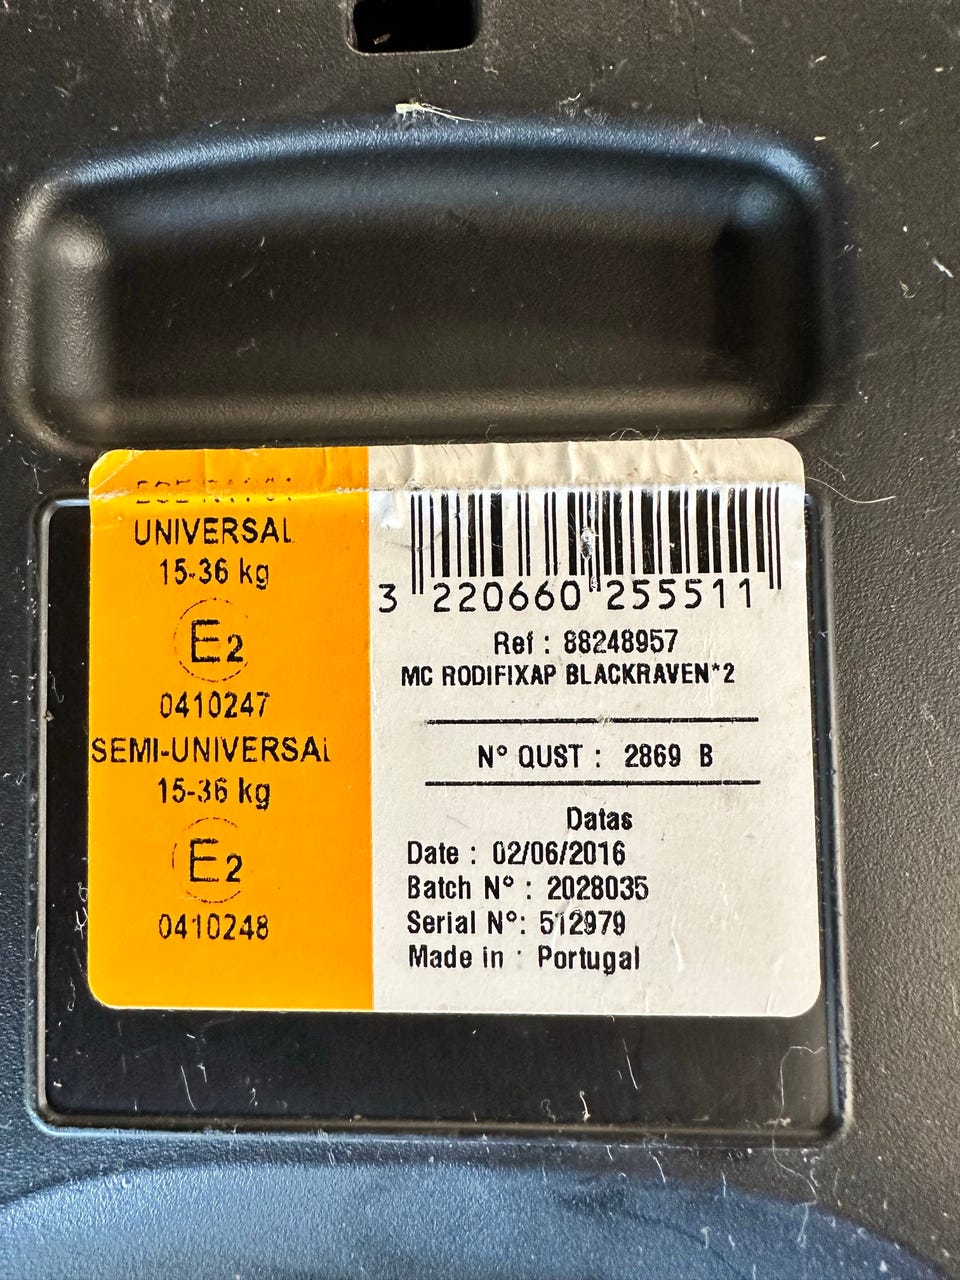 UNIVERSAL
15-36 kg
E2
0410247
SEMI-UNIVERSAL
15-36 kg
E2
0410248
3 220660 255511
Ref : 88248957
MC RODIFIXAP BLACKRAVEN*2
N° QUST : 2869 B
Datas
Date : 02/06/2016
Batch N° : 2028035
Serial N°: 512979
Made in : Portugal